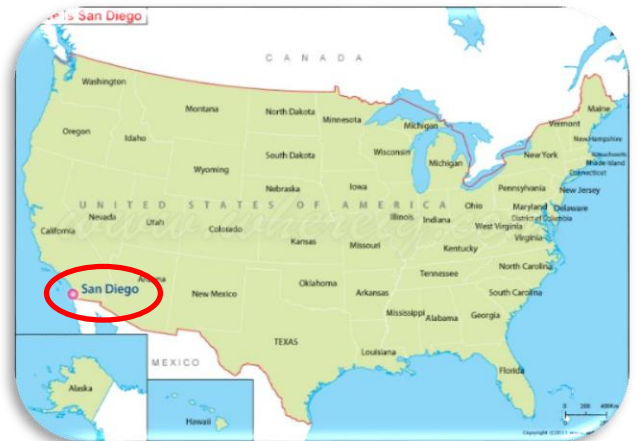 is San Diego
CANADA
Washington
Montana
North Dakota
Minnesota
Michigan
Maine
Vermont
New Hampshire
Oregon
Idaho
South Dakota
Wisconsin
Michigan
New York
Massachusetts
Rhode Island
Connecticut
Wyoming
Nebraska
Iowa
Pennsylvania
New Jersey
UNITED STATES OF AMERICA
Ohio
Maryland
Delaware
District of Columbia
Nevada
Utah
Colorado
Illinois
Indiana
West Virginia
Virginia
California
Kansas
Missouri
Kentucky
Arizona
San Diego
New Mexico
Oklahoma
Arkansas
Tennessee
North Carolina
South Carolina
Mississippi
Alabama
Georgia
TEXAS
Louisiana
MEXICO
Florida
Alaska
Hawaii